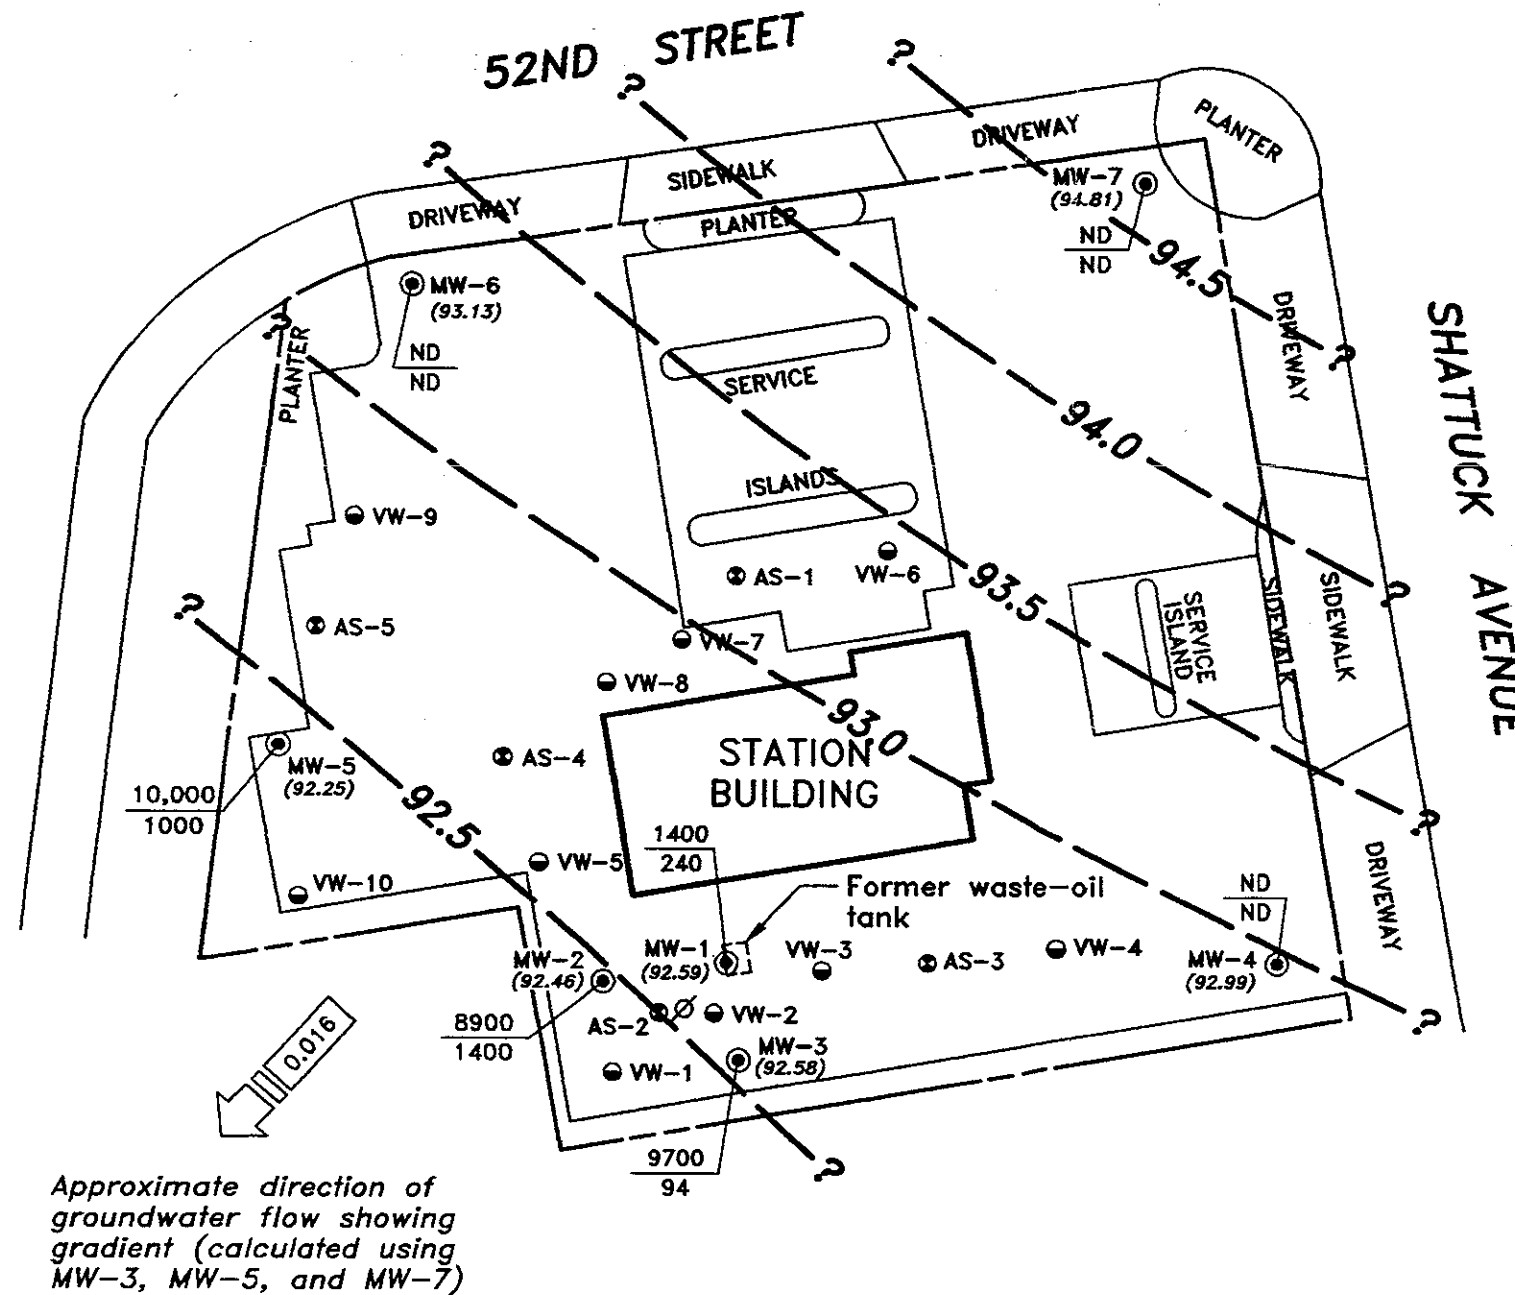 52ND STREET
?
?
?
DRIVEWAY
PLANTER
SIDEWALK
DRIVEWAY
MW-7
(94.81)
PLANTER
ND
ND
94.5
MW-6
(93.13)
?
PLANTER
ND
ND
DRIVEWAY
?
SHATTUCK AVENUE
SERVICE
94.0
ISLANDS
VW-9
AS-1
VW-6
93.5
?
SERVICE
ISLAND
SIDEWALK
SIDEWALK
?
AS-5
VW-7
VW-8
93.0
STATION
BUILDING
MW-5
(92.25)
AS-4
10,000
1000
92.5
?
1400
240
VW-5
DRIVEWAY
VW-10
Former waste-oil
tank
ND
ND
MW-2
(92.46)
MW-1
(92.59)
VW-3
AS-3
VW-4
MW-4
(92.99)
8900
1400
AS-2
VW-2
?
0.016
VW-1
MW-3
(92.58)
9700
94
?
Approximate direction of
groundwater flow showing
gradient (calculated using
MW-3, MW-5, and MW-7)